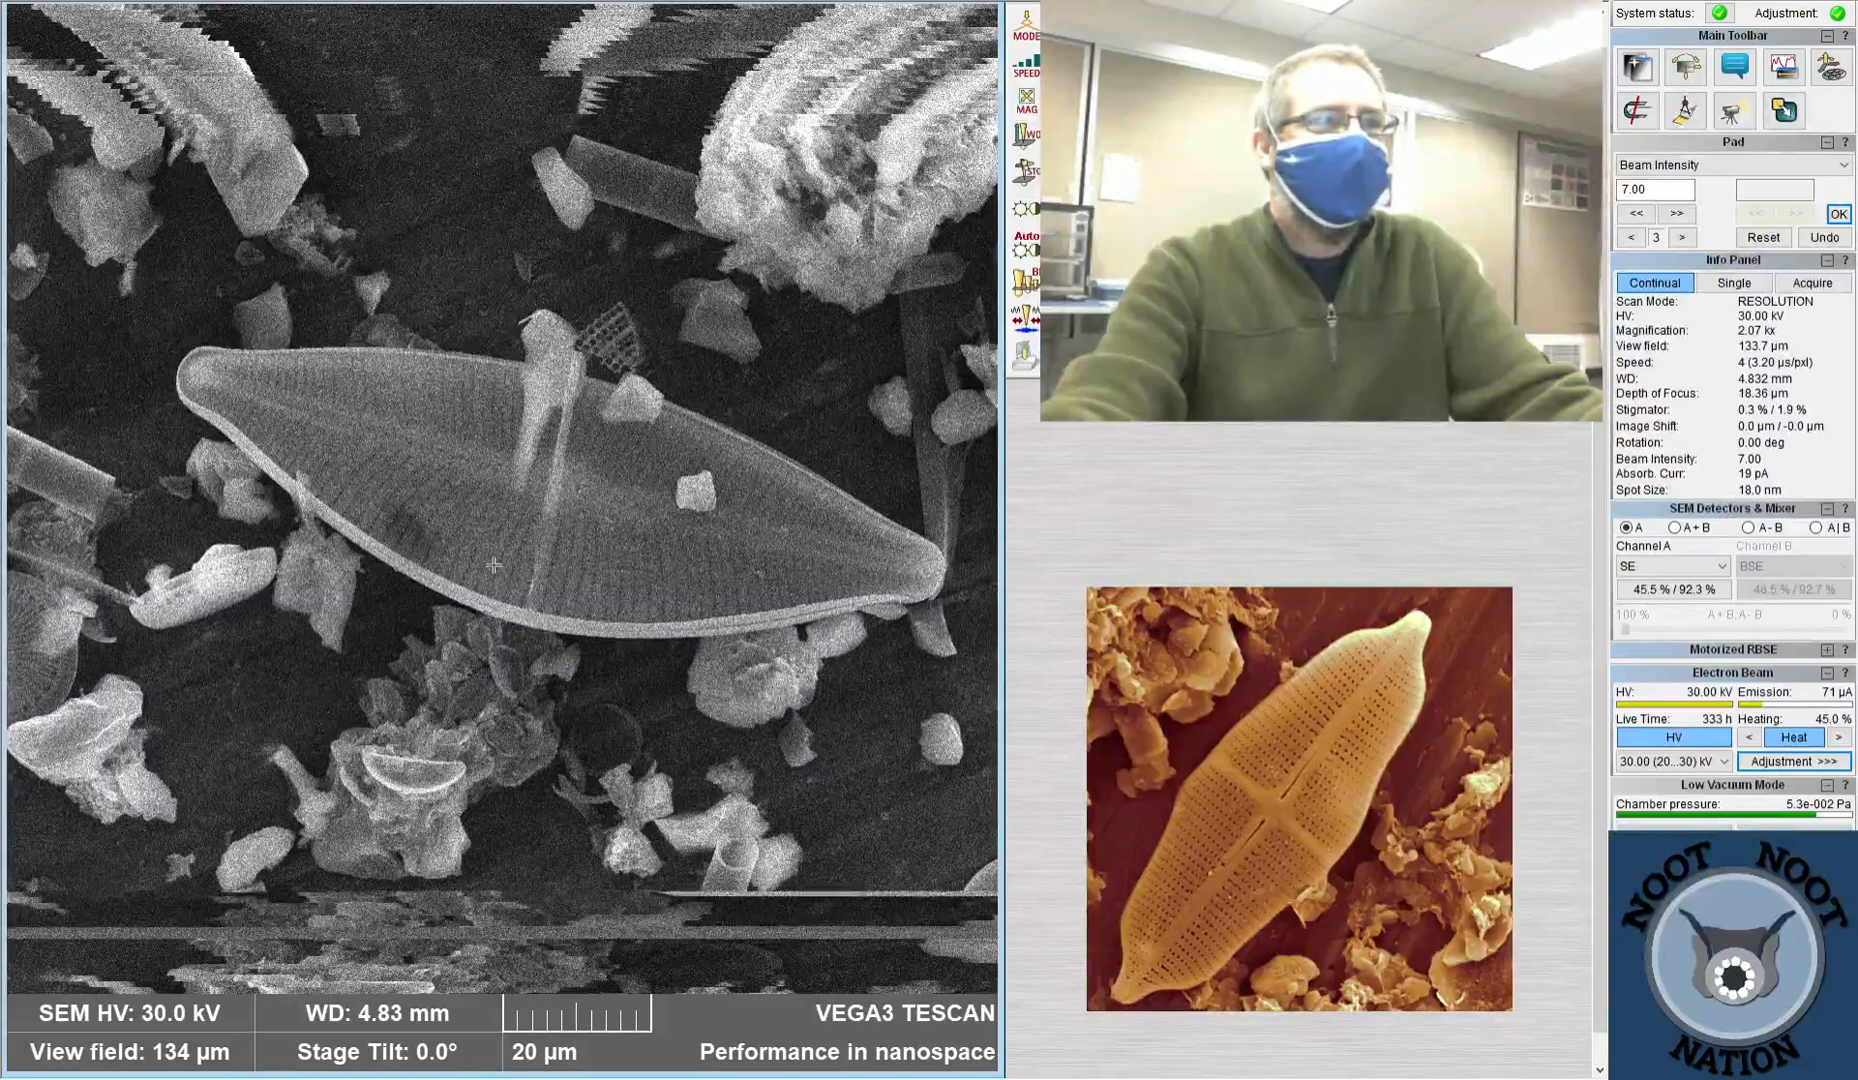 System status:
Adjustment:
Main Toolbar
MODE
SPEED
MAG
WD
Auto
Pad
Beam Intensity
7.00
<< >>
<< >>
OK
< 3 >
Reset
Undo
Info Panel
Continual
Single
Acquire
Scan Mode: RESOLUTION
HV: 30.00 kV
Magnification: 2.07 kx
View field: 133.7 µm
Speed: 4 (3.20 µs/pxl)
WD: 4.832 mm
Depth of Focus: 18.36 µm
Stigmator: 0.3 % / 1.9 %
Image Shift: 0.0 µm / -0.0 µm
Rotation: 0.00 deg
Beam Intensity: 7.00
Absorb. Curr: 19 pA
Spot Size: 18.0 nm
SEM Detectors & Mixer
A
A + B
A - B
A | B
Channel A
Channel B
SE
BSE
45.5 % / 92.3 %
100 %
A + B, A - B
0 %
Motorized RBSE
Electron Beam
HV: 30.00 kV
Emission: 71 µA
Live Time: 333 h
Heating: 45.0 %
HV
< Heat >
30.00 (20...30) kV
Adjustment >>>
Low Vacuum Mode
Chamber pressure: 5.3e-002 Pa
NOOT NOOT
NATION
SEM HV: 30.0 kV
WD: 4.83 mm
VEGA3 TESCAN
View field: 134 µm
Stage Tilt: 0.0°
20 µm
Performance in nanospace